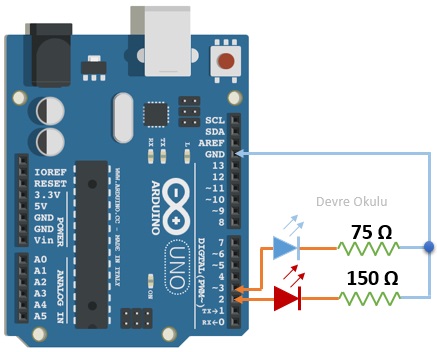 SCL
SDA
AREF
GND
13
12
~11
~10
~9
8
7
~6
~5
4
~3
2
TX→1
RX←0
DIGITAL (PWM~)
RX
TX
L
ARDUINO
UNO
ON
WWW.ARDUINO.CC - MADE IN ITALY
IOREF
RESET
3.3V
5V
GND
GND
Vin
POWER
A0
A1
A2
A3
A4
A5
ANALOG IN
Devre Okulu
75 Ω
150 Ω